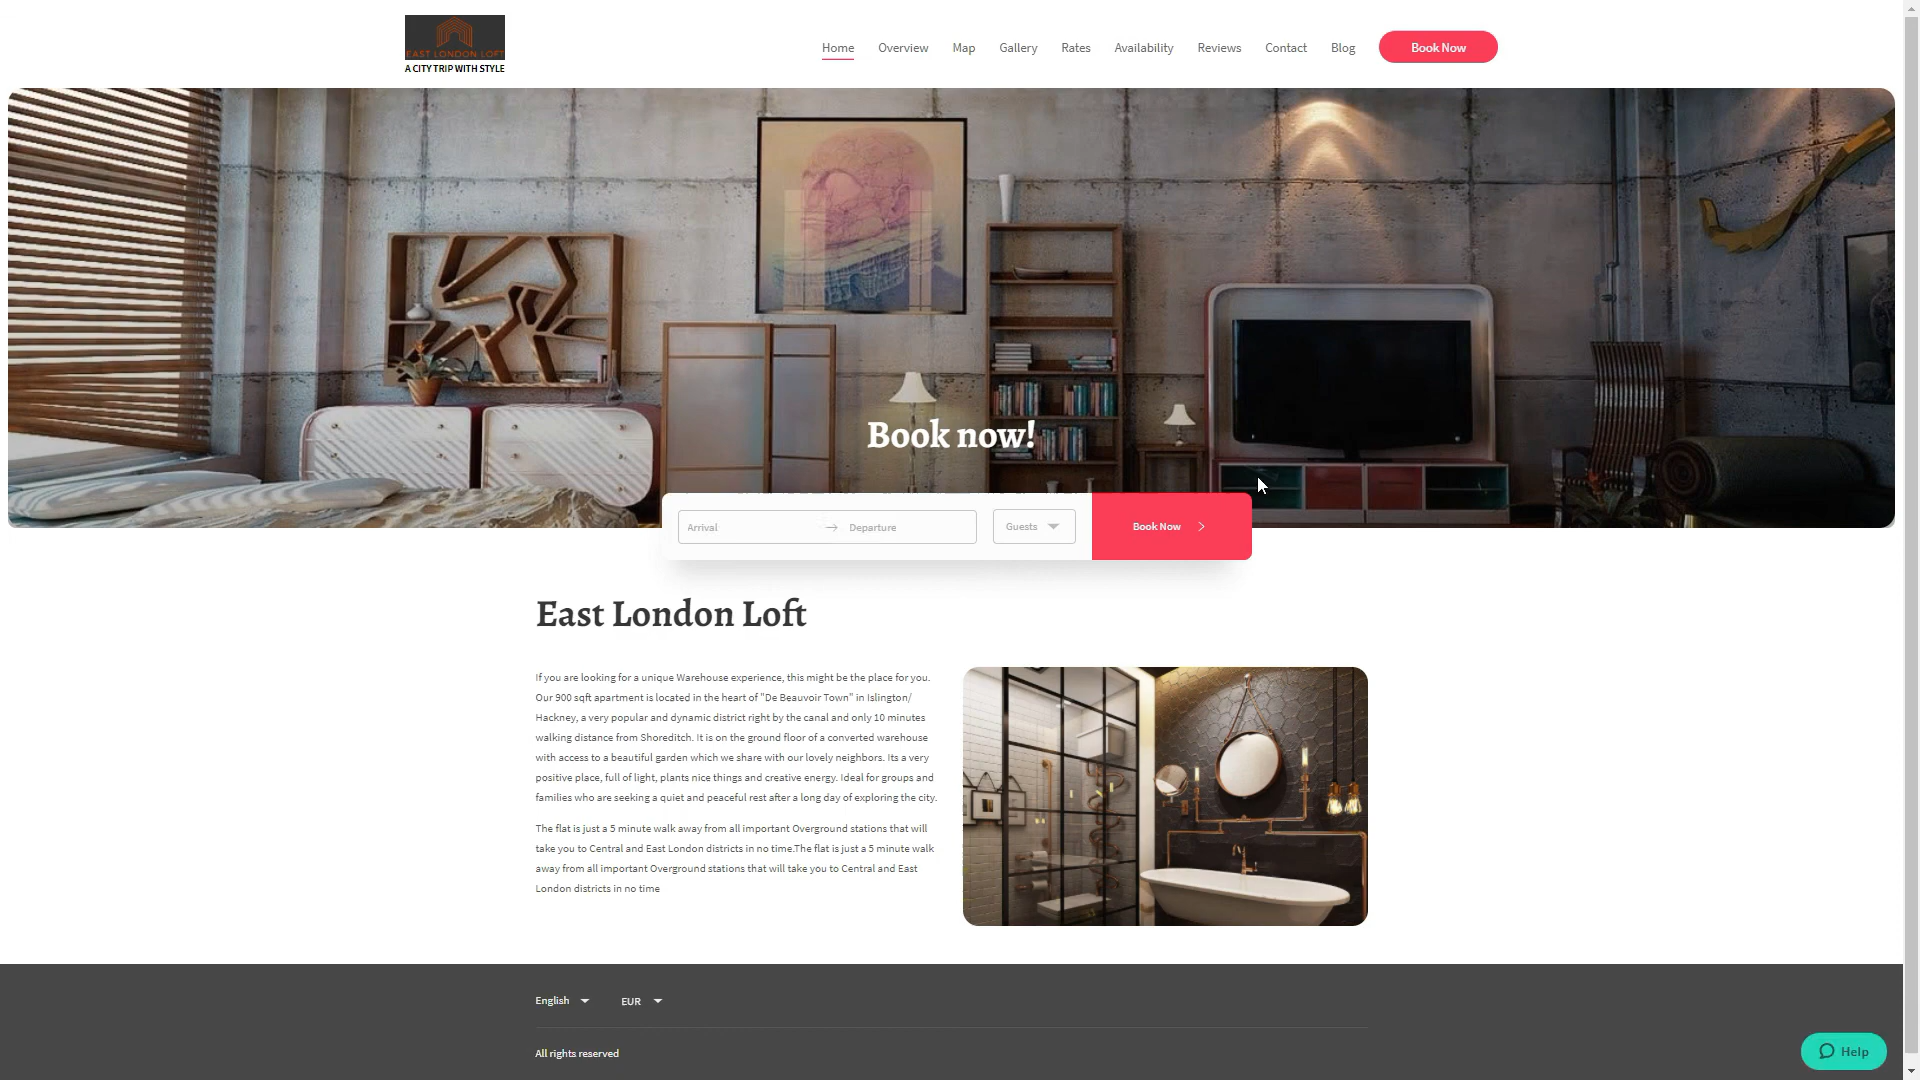 EAST LONDON LOFT
A CITY TRIP WITH STYLE
Home Overview Map Gallery Rates Availability Reviews Contact Blog Book Now
Book now!
Arrival → Departure Guests Book Now
East London Loft
If you are looking for a unique Warehouse experience, this might be the place for you.
Our 900 sqft apartment is located in the heart of "De Beauvoir Town" in Islington/
Hackney, a very popular and dynamic district right by the canal and only 10 minutes
walking distance from Shoreditch. It is on the ground floor of a converted warehouse
with access to a beautiful garden which we share with our lovely neighbors. Its a very
positive place, full of light, plants nice things and creative energy. Ideal for groups and
families who are seeking a quiet and peaceful rest after a long day of exploring the city.
The flat is just a 5 minute walk away from all important Overground stations that will
take you to Central and East London districts in no time.The flat is just a 5 minute walk
away from all important Overground stations that will take you to Central and East
London districts in no time
English EUR
All rights reserved
Help